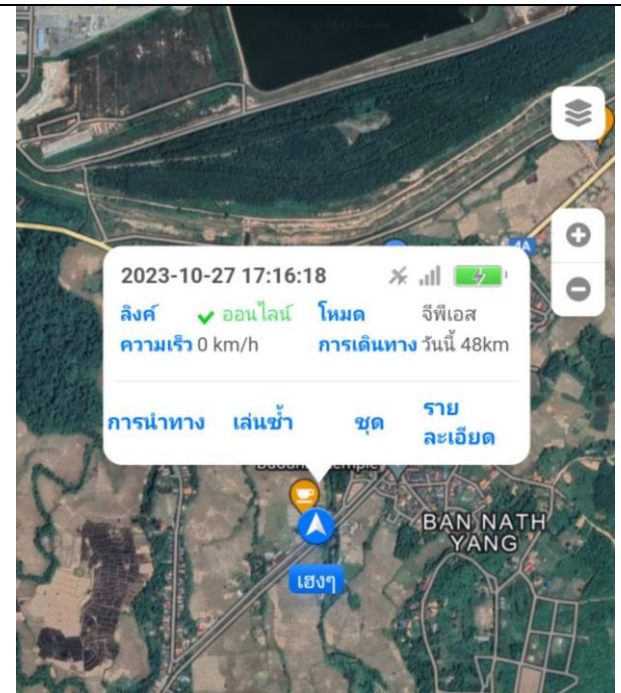 4A
2023-10-27 17:16:18
ลิงค์ ออนไลน์ โหมด จีพีเอส
ความเร็ว 0 km/h การเดินทาง วันนี้ 48km
การนำทาง เล่นซ้ำ ชุด ราย
ละเอียด
BAN NATH
YANG
เฮงๆ